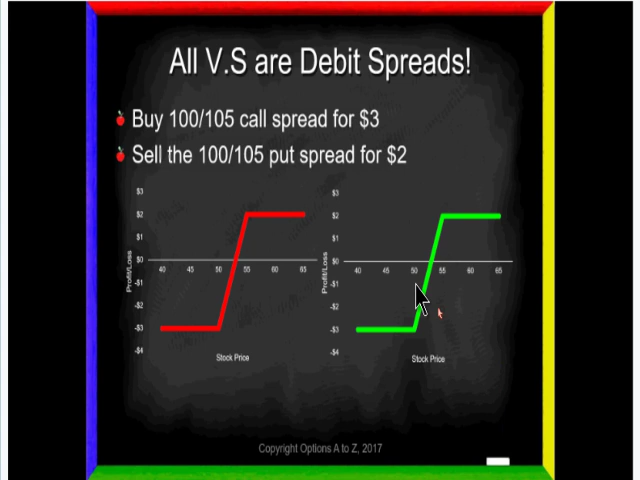 All V.S are Debit Spreads!
Buy 100/105 call spread for $3
Sell the 100/105 put spread for $2
$3
$2
$1
$0
-$1
-$2
-$3
-$4
40 45 50 55 60 65
Profit/Loss
Stock Price
$3
$2
$1
$0
-$1
-$2
-$3
-$4
40 45 50 55 60 65
Profit/Loss
Stock Price
Copyright Options A to Z, 2017